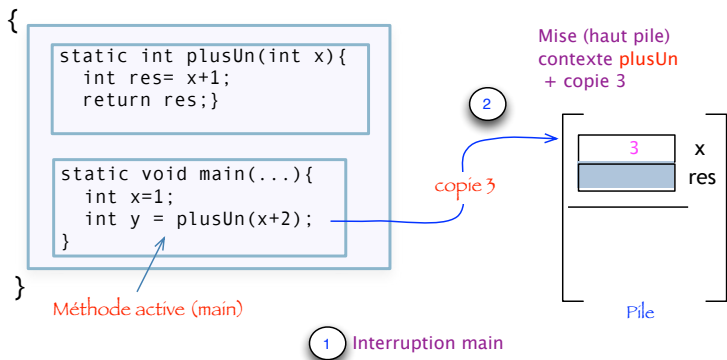 {
static int plusUn(int x){
int res= x+1;
return res;}
static void main(...){
int x=1;
int y = plusUn(x+2);
}
}
Méthode active (main)
1 Interruption main
copie 3
2
Mise (haut pile)
contexte plusUn
+ copie 3
3 x
res
Pile